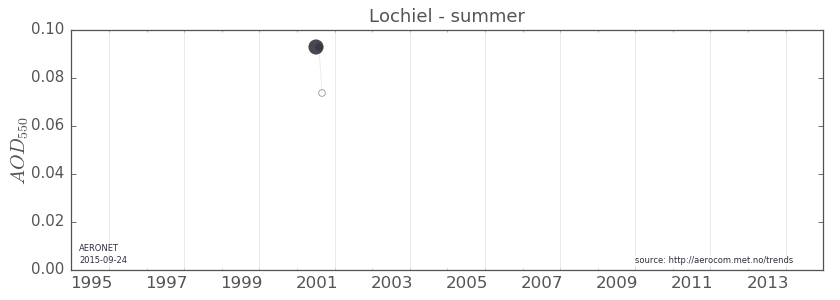 Lochiel - summer
0.10
0.08
0.06
0.04
0.02
0.00
AOD550
AERONET
2015-09-24
source: http://aerocom.met.no/trends
1995 1997 1999 2001 2003 2005 2007 2009 2011 2013